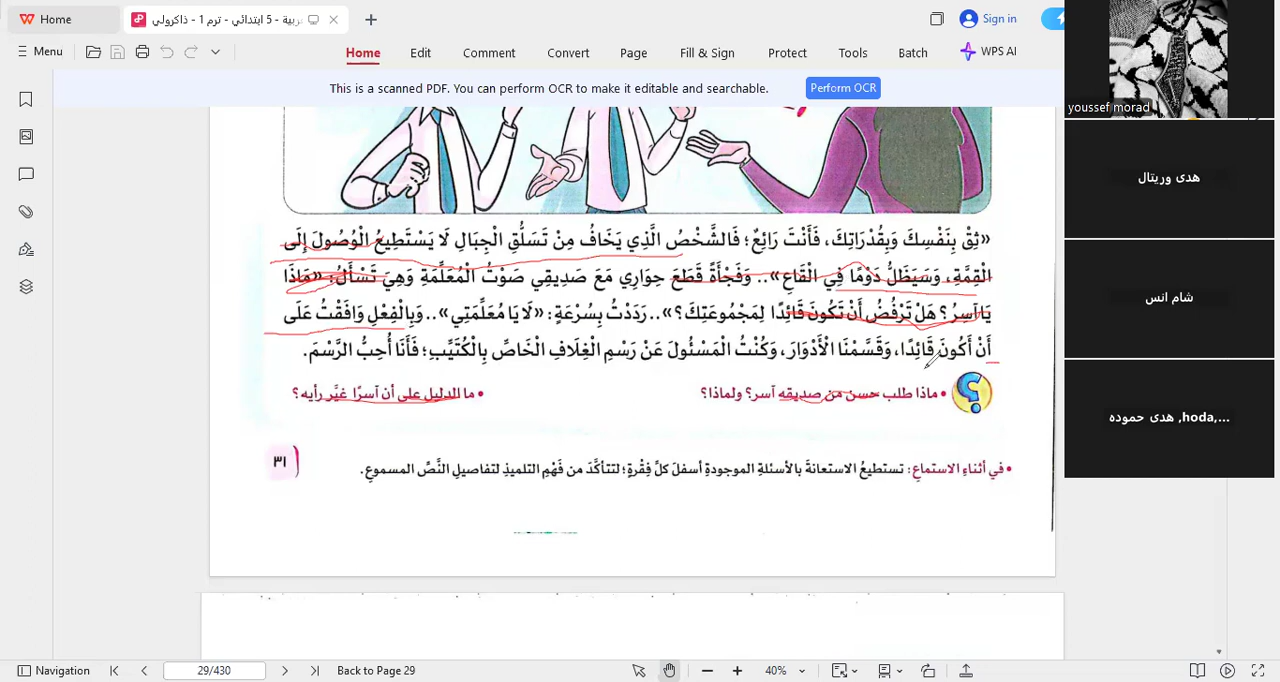 Home
عربية - 5 ابتدائي - ترم 1 - ذاكرولي
Sign in
Menu
Home
Edit
Comment
Convert
Page
Fill & Sign
Protect
Tools
Batch
WPS AI
This is a scanned PDF. You can perform OCR to make it editable and searchable.
Perform OCR
youssef morad
هدى وريتال
شام انس
هدى حموده ,hoda,...
«ثِقْ بِنَفْسِكَ وَبِقُدْرَاتِكَ، فَأَنْتَ رَائِعٌ؛ فَالشَّخْصُ الَّذِي يَخَافُ مِنْ تَسَلُّقِ الْجِبَالِ لَا يَسْتَطِيعُ الْوُصُولَ إِلَى
الْقِمَّةِ، وَسَيَظَلُّ دَوْمًا فِي الْقَاعِ».. وَفَجْأَةً قَطَعَ حِوَارِي مَعَ صَدِيقِي صَوْتُ الْمُعَلِّمَةِ وَهِيَ تَسْأَلُ: «مَاذَا
يَا آسِر؟ هَلْ تَرْفُضُ أَنْ تَكُونَ قَائِدًا لِمَجْمُوعَتِكَ؟».. رَدَدْتُ بِسُرْعَةٍ: «لَا يَا مُعَلِّمَتِي».. وَبِالْفِعْلِ وَافَقْتُ عَلَى
أَنْ أَكُونَ قَائِدًا، وَقَسَّمْنَا الْأَدْوَارَ، وَكُنْتُ الْمَسْئُولَ عَنْ رَسْمِ الْغِلَافِ الْخَاصِّ بِالْكُتَيِّبِ؛ فَأَنَا أُحِبُّ الرَّسْمَ.
• ماذا طلب حسن من صديقه آسر؟ ولماذا؟
• ما الدليل على أن آسرًا غيَّر رأيه؟
• في أثناءِ الاستماعِ: تستطيعُ الاستعانةَ بالأسئلةِ الموجودةِ أسفلَ كلِّ فِقْرةٍ؛ لتتأكَّدَ من فَهْمِ التلميذِ لتفاصيلِ النَّصِّ المسموعِ.
٣١
Navigation
29/430
Back to Page 29
40%